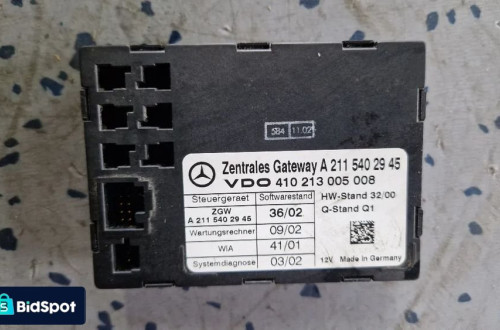 584 11.02
Zentrales Gateway A 211 540 29 45
VDO 410 213 005 008
Steuergeraet Softwarestand HW-Stand 32/00
ZGW 36/02 Q-Stand Q1
A 211 540 29 45
Wartungsrechner 09/02
WIA 41/01
Systemdiagnose 03/02 12V Made in Germany
BidSpot